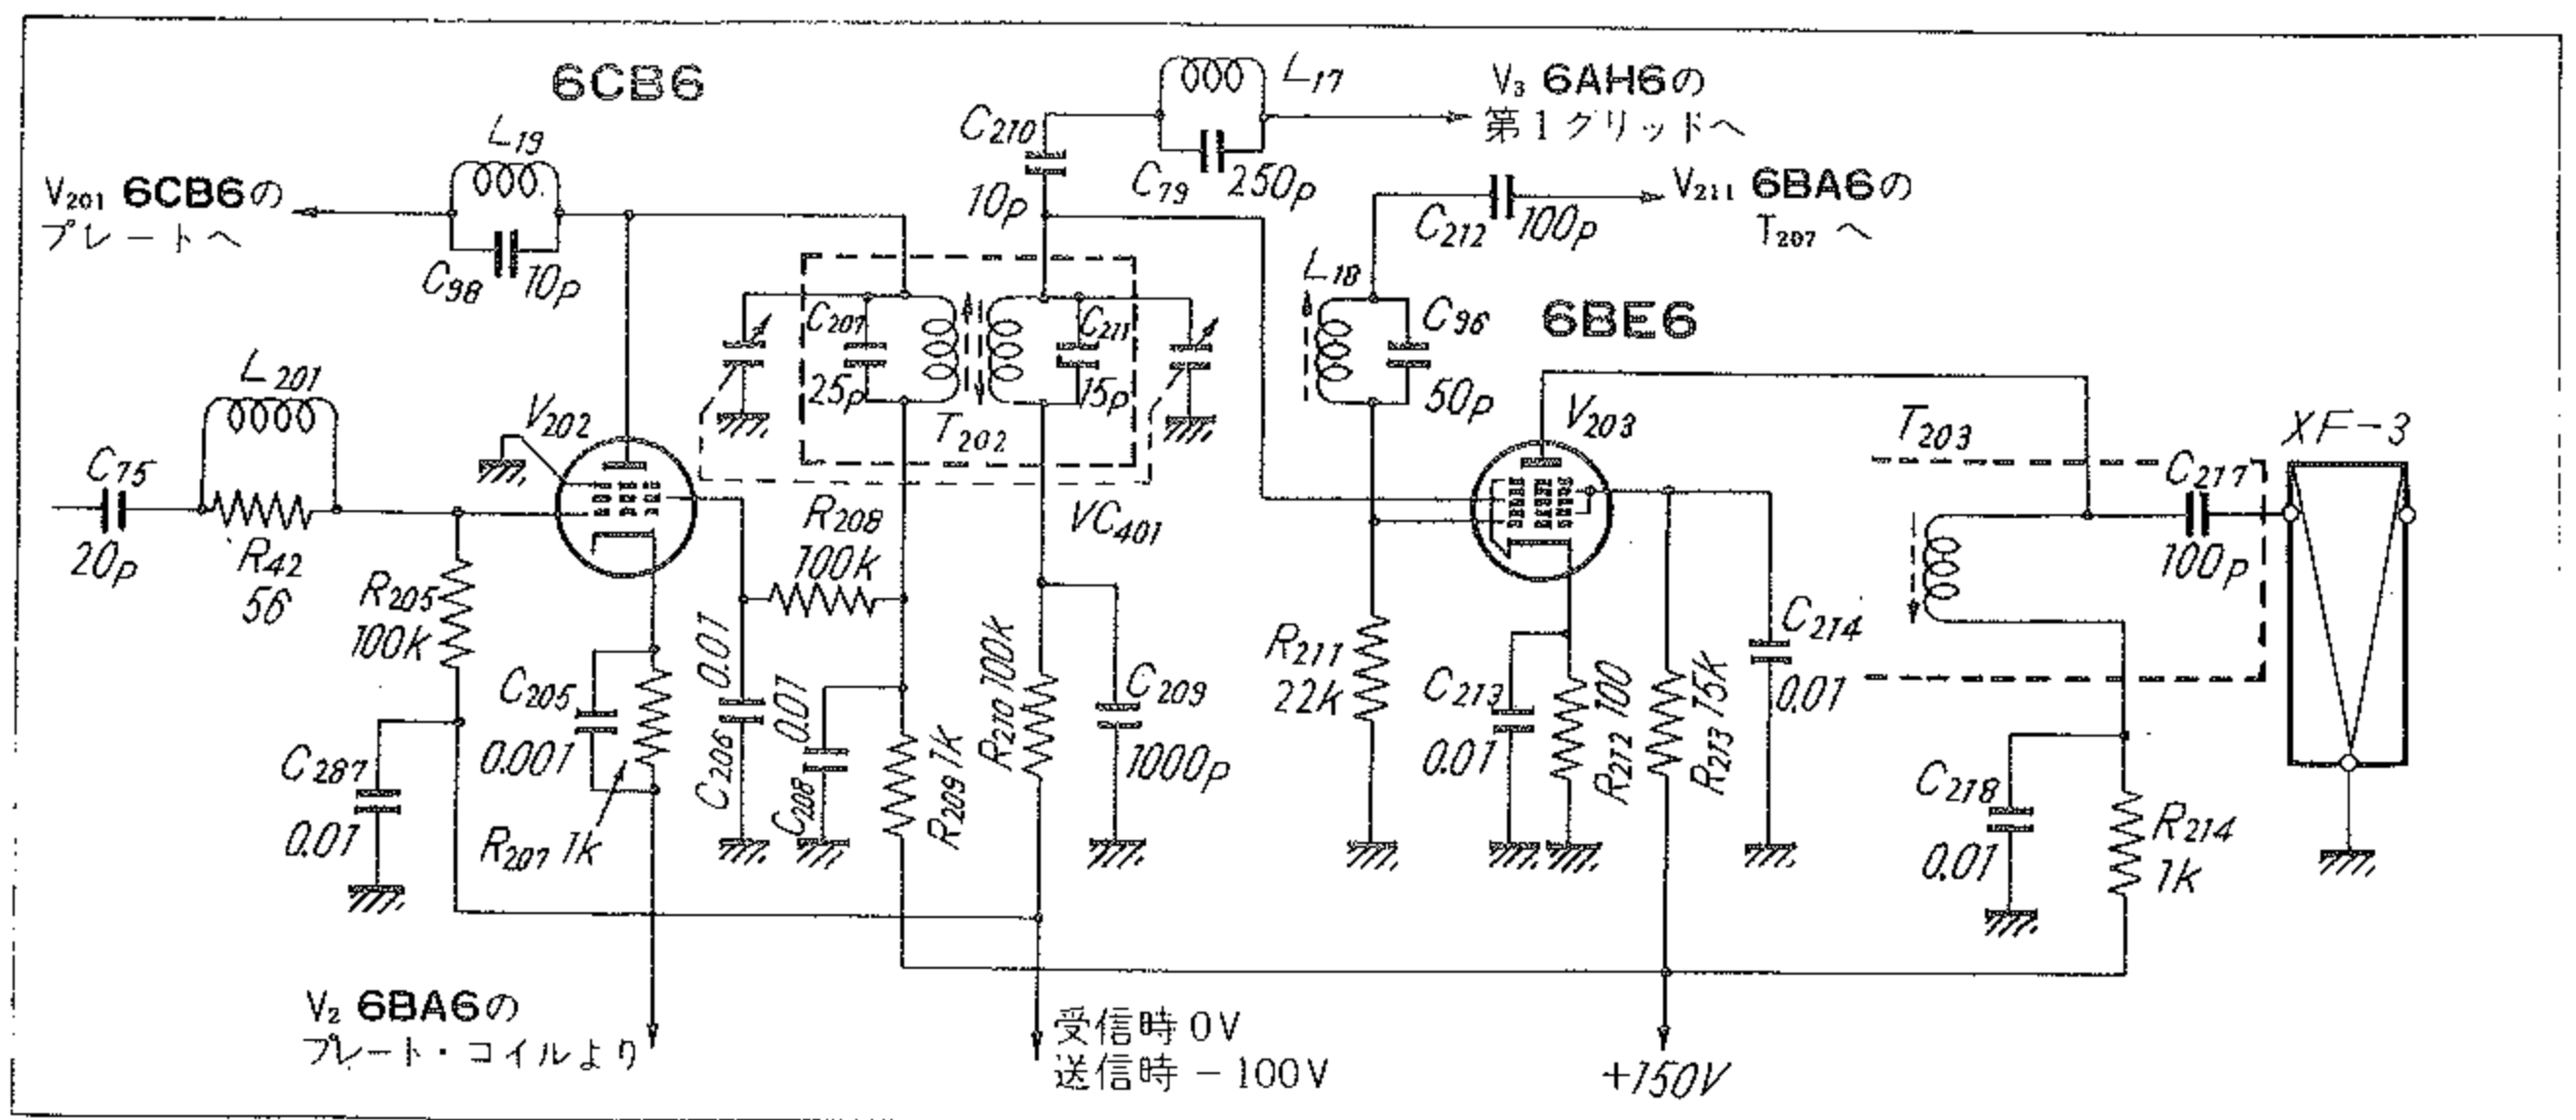 6CB6
L19
V201 6CB6の
プレートへ
C98 10p
C210
10p
L17
C79 250p
V3 6AH6の
第1グリッドへ
C212 100p
V211 6BA6の
T207 へ
L18
C96
50p
6BE6
C207
25p
C211
15p
T202
VC401
L201
C75
20p
R42
56
V202
R205
100k
C287
0.01
C205
0.001
R207 1k
R208
100k
C206 0.01
C208 0.01
R209 1K
R210 100K
C209
1000p
R211
22k
V203
C213
0.01
R212 100
R213 15K
C214
0.01
T203
C217
100p
XF-3
C218
0.01
R214
1k
V2 6BA6の
プレート・コイルより
受信時 0V
送信時 -100V
+150V